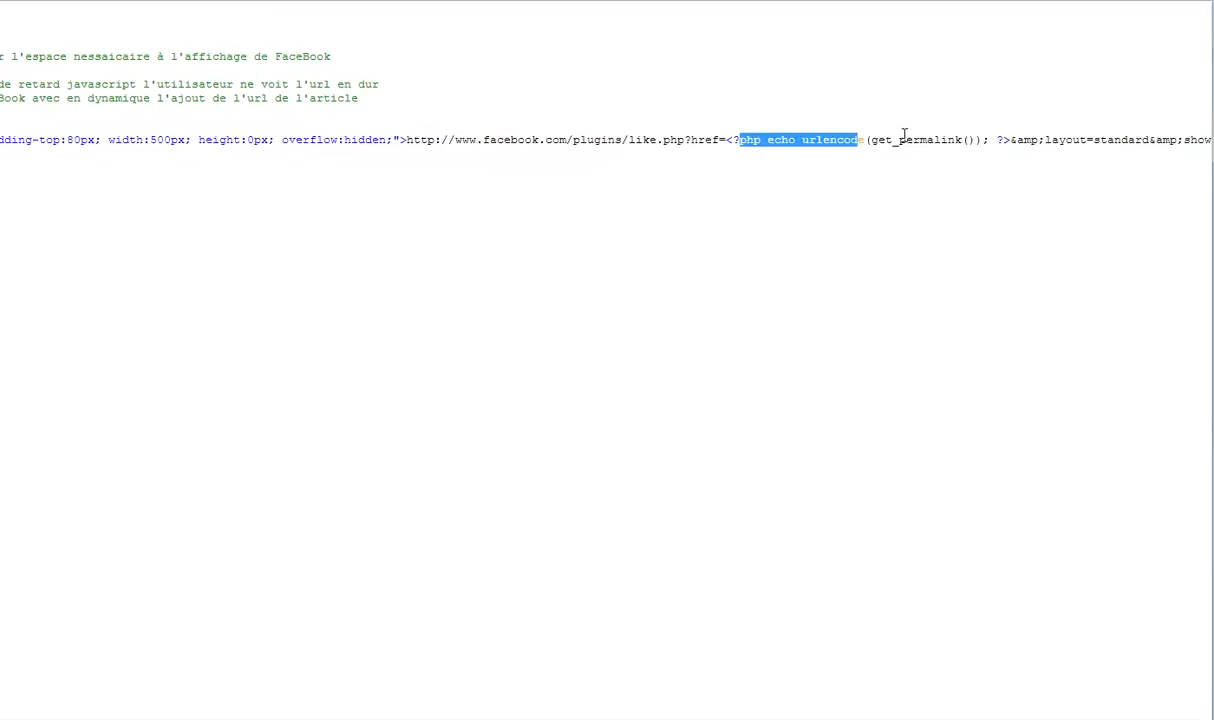 r l'espace nessaicaire à l'affichage de FaceBook
de retard javascript l'utilisateur ne voit l'url en dur
Book avec en dynamique l'ajout de l'url de l'article
dding-top:80px; width:500px; height:0px; overflow:hidden;">http://www.facebook.com/plugins/like.php?href=<?php echo urlencode(get_permalink()); ?>&amp;layout=standard&amp;show